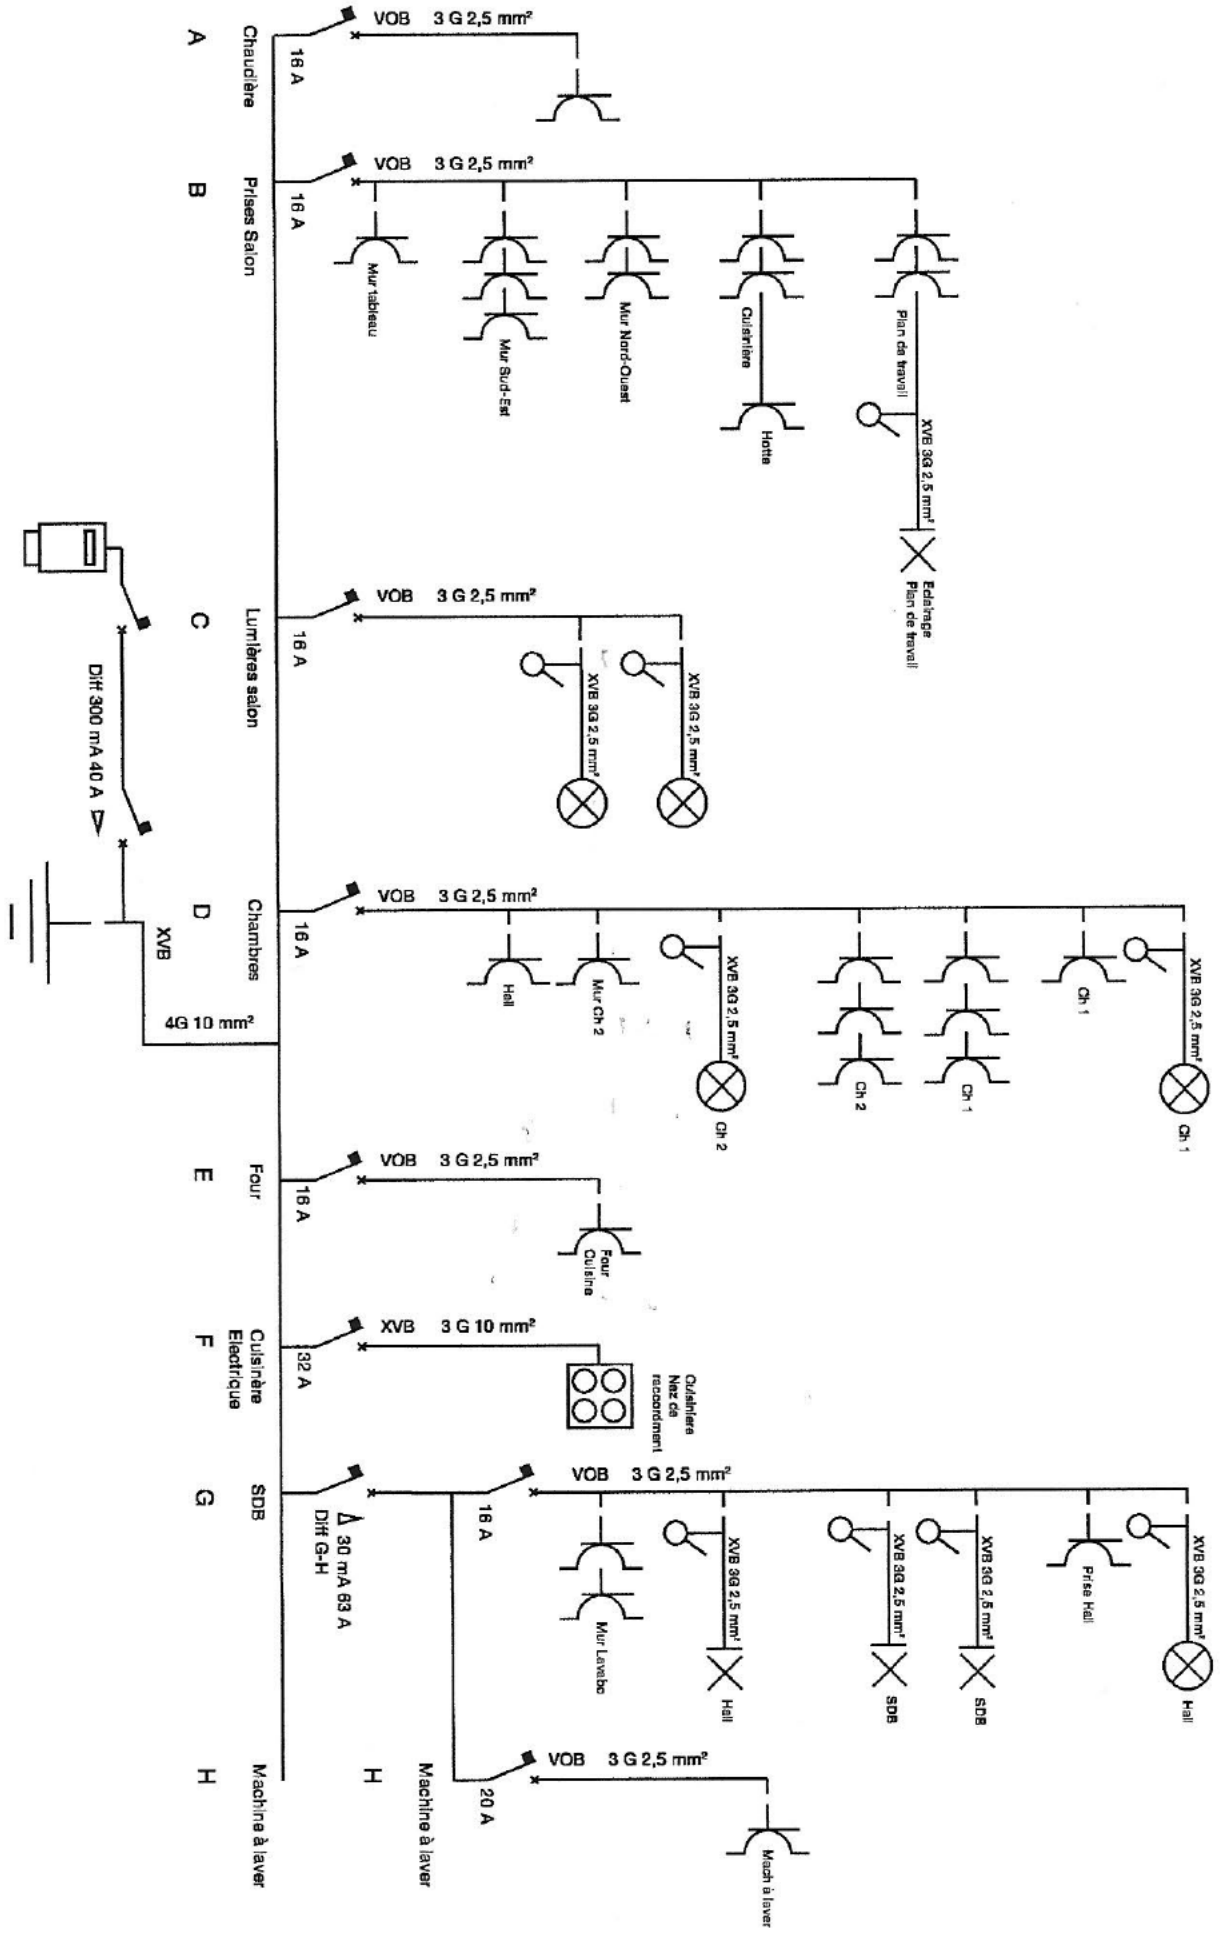 A
Chaudière
16 A
VOB 3 G 2,5 mm²
B
Prises Salon
16 A
VOB 3 G 2,5 mm²
Mur tableau
Mur Sud-Est
Mur Nord-Ouest
Cuisinière
Hotte
Plan de travail
XVB 3G 2,5 mm²
Eclairage
Plan de travail
C
Lumières salon
16 A
VOB 3 G 2,5 mm²
XVB 3G 2,5 mm²
XVB 3G 2,5 mm²
Diff 300 mA 40 A
XVB
4G 10 mm²
D
Chambres
16 A
VOB 3 G 2,5 mm²
Hall
Mur Ch 2
XVB 3G 2,5 mm²
Ch 2
Ch 2
Ch 1
Ch 1
XVB 3G 2,5 mm²
Ch 1
E
Four
16 A
VOB 3 G 2,5 mm²
Four
Cuisine
F
Cuisinère
Electrique
32 A
XVB 3 G 10 mm²
Cuisiniere
Nez de
raccordment
G
SDB
Δ 30 mA 63 A
Diff G-H
16 A
VOB 3 G 2,5 mm²
Mur Lavabo
XVB 3G 2,5 mm²
Hall
XVB 3G 2,5 mm²
SDB
XVB 3G 2,5 mm²
SDB
Prise Hall
XVB 3G 2,5 mm²
Hall
H
Machine à laver
H
Machine à laver
20 A
VOB 3 G 2,5 mm²
Mach à laver